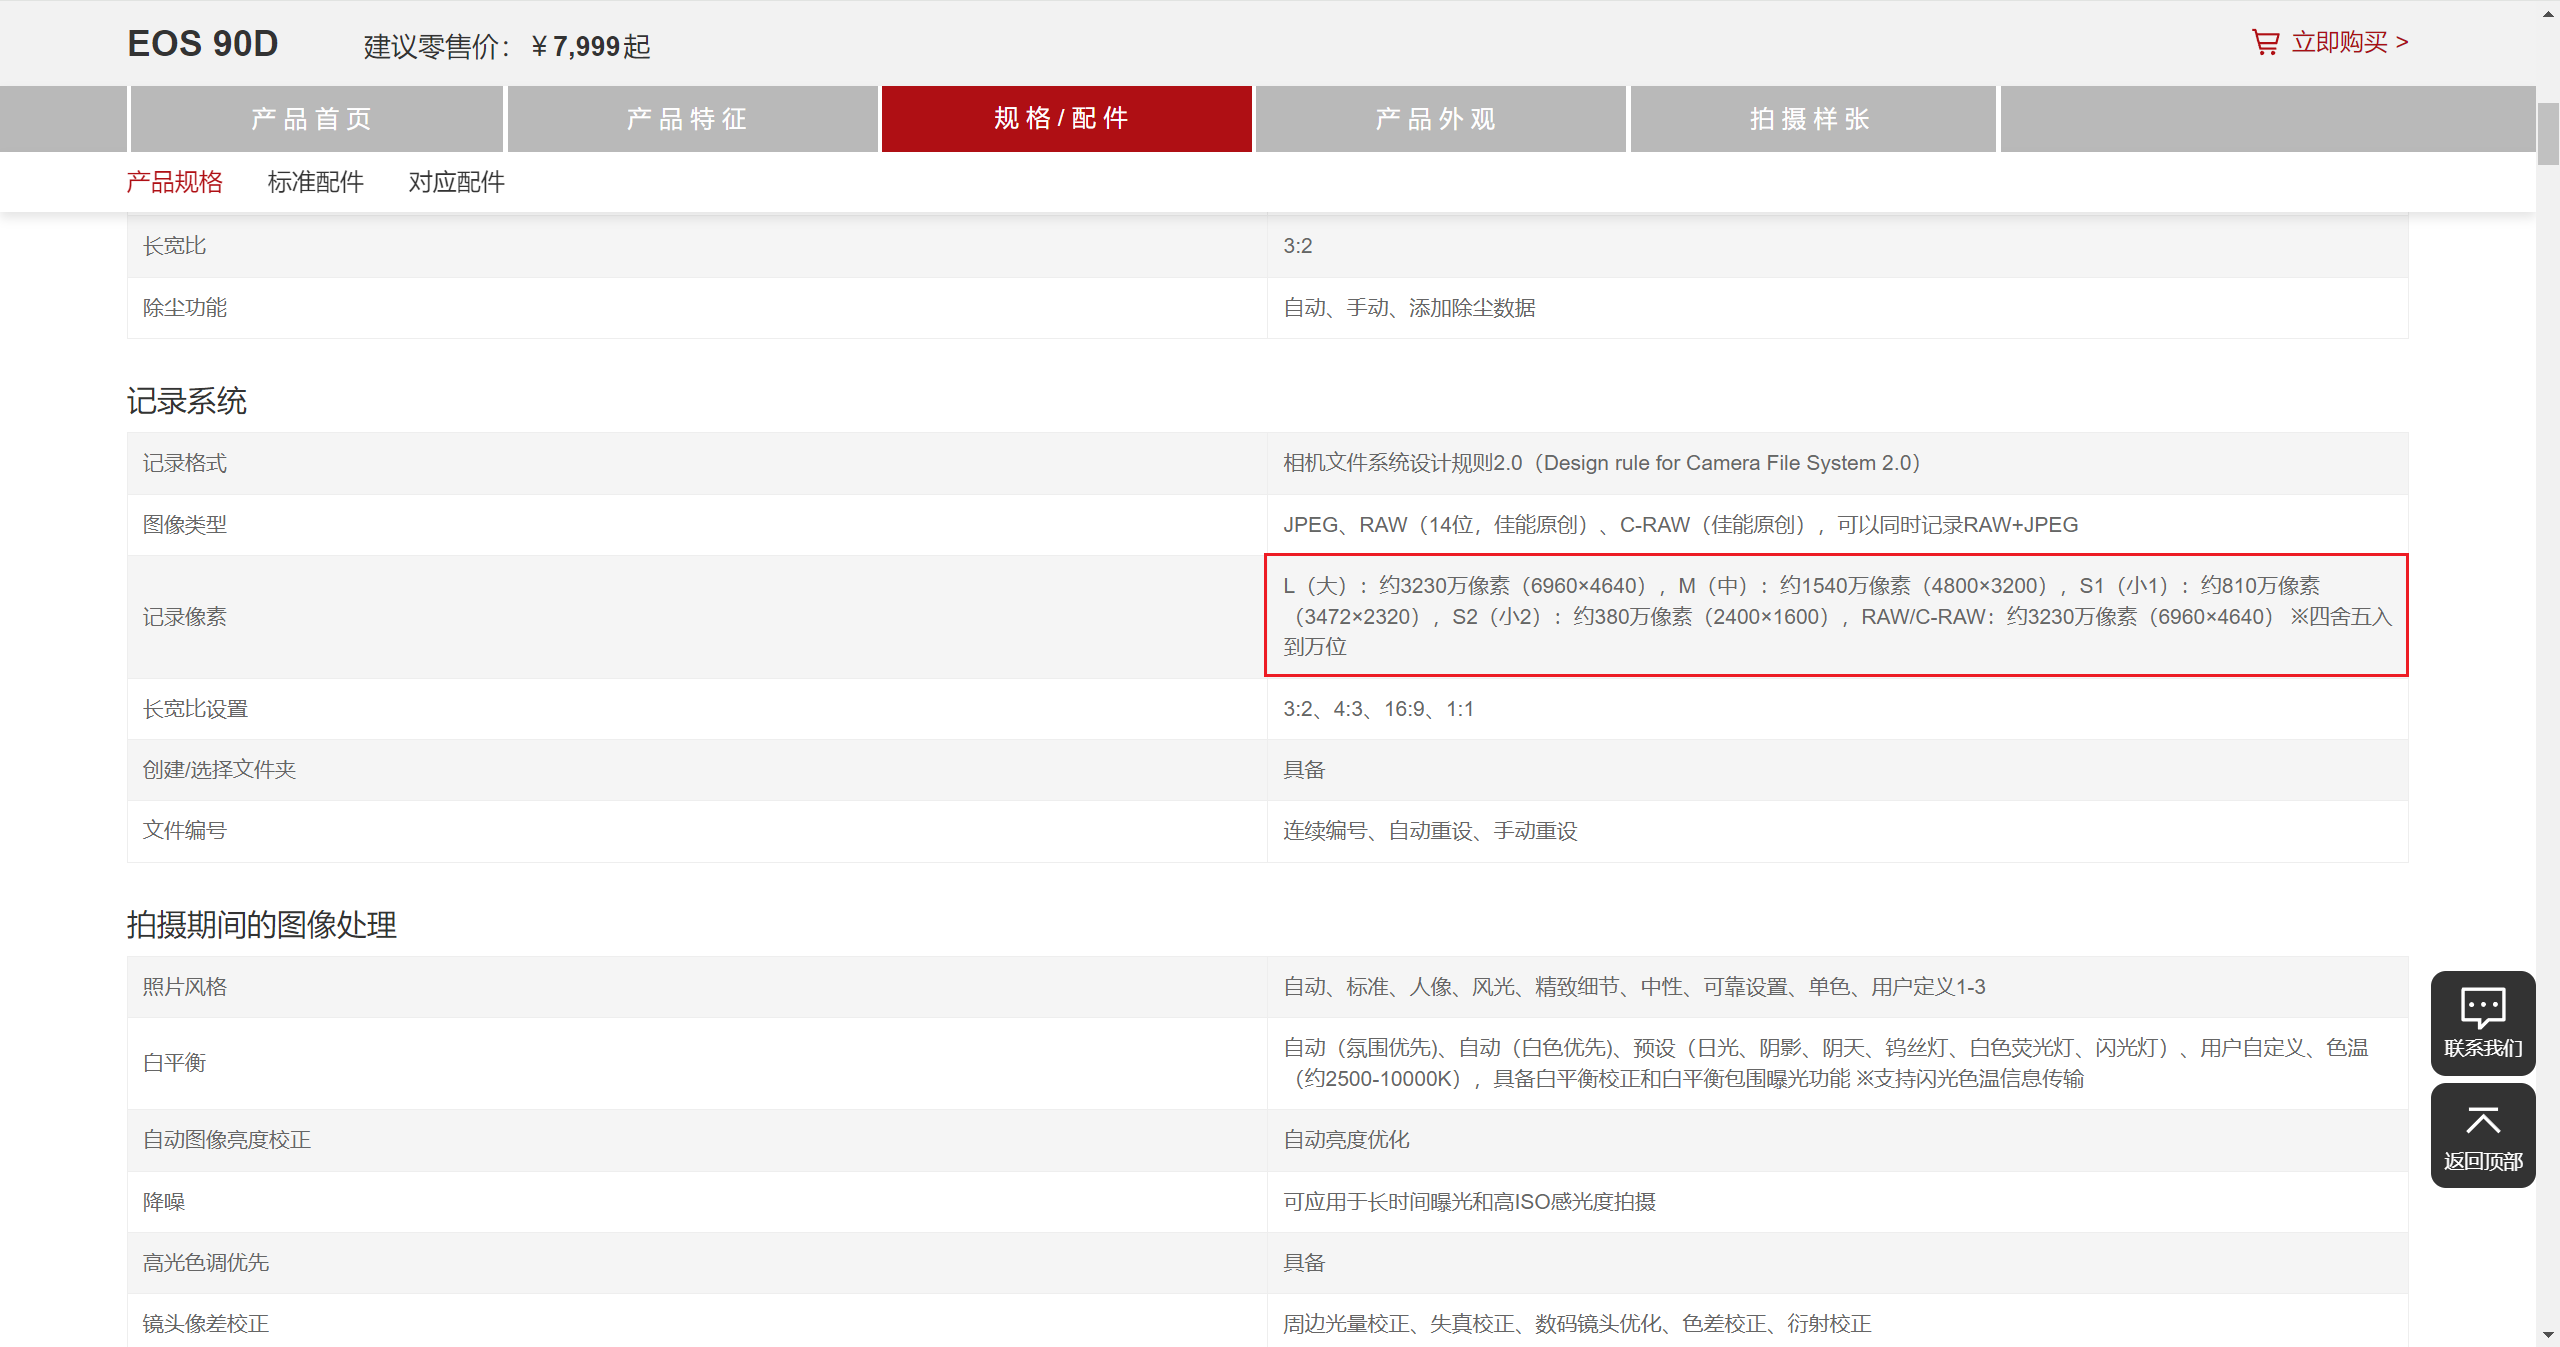 EOS 90D 建议零售价：￥7,999起 立即购买 >
产品首页 产品特征 规格/配件 产品外观 拍摄样张
产品规格 标准配件 对应配件
长宽比 3:2
除尘功能 自动、手动、添加除尘数据
记录系统
记录格式 相机文件系统设计规则2.0（Design rule for Camera File System 2.0）
图像类型 JPEG、RAW（14位，佳能原创）、C-RAW（佳能原创），可以同时记录RAW+JPEG
L（大）：约3230万像素（6960×4640），M（中）：约1540万像素（4800×3200），S1（小1）：约810万像素
记录像素 （3472×2320），S2（小2）：约380万像素（2400×1600），RAW/C-RAW：约3230万像素（6960×4640） ※四舍五入
到万位
长宽比设置 3:2、4:3、16:9、1:1
创建/选择文件夹 具备
文件编号 连续编号、自动重设、手动重设
拍摄期间的图像处理
照片风格 自动、标准、人像、风光、精致细节、中性、可靠设置、单色、用户定义1-3
白平衡 自动（氛围优先)、自动（白色优先)、预设（日光、阴影、阴天、钨丝灯、白色荧光灯、闪光灯）、用户自定义、色温
（约2500-10000K），具备白平衡校正和白平衡包围曝光功能 ※支持闪光色温信息传输
自动图像亮度校正 自动亮度优化
降噪 可应用于长时间曝光和高ISO感光度拍摄
高光色调优先 具备
镜头像差校正 周边光量校正、失真校正、数码镜头优化、色差校正、衍射校正
联系我们
返回顶部